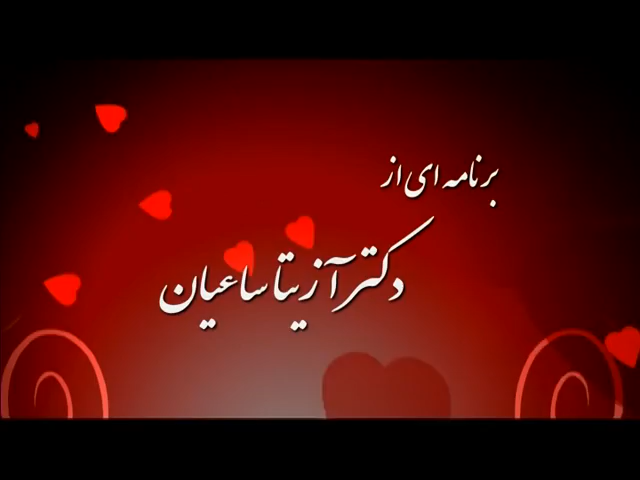 برنامه ای از
دکتر آزیتا ساعیان